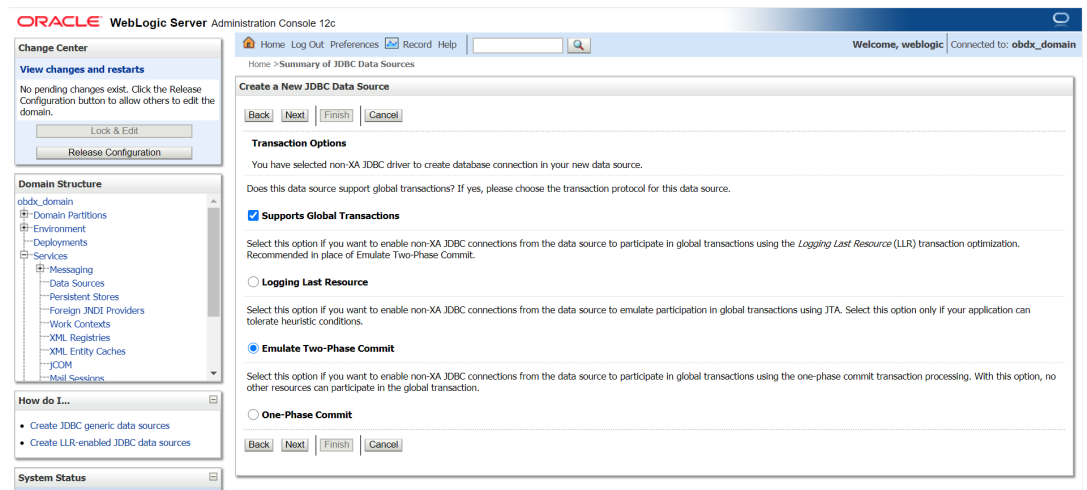 ORACLE® WebLogic Server Administration Console 12c
Change Center
View changes and restarts
No pending changes exist. Click the Release
Configuration button to allow others to edit the
domain.
Lock & Edit
Release Configuration
Domain Structure
obdx_domain
Domain Partitions
Environment
Deployments
Services
Messaging
Data Sources
Persistent Stores
Foreign JNDI Providers
Work Contexts
XML Registries
XML Entity Caches
jCOM
Mail Sessions
How do I...
Create JDBC generic data sources
Create LLR-enabled JDBC data sources
System Status
Home Log Out Preferences Record Help
Welcome, weblogic Connected to: obdx_domain
Home >Summary of JDBC Data Sources
Create a New JDBC Data Source
Back Next Finish Cancel
Transaction Options
You have selected non-XA JDBC driver to create database connection in your new data source.
Does this data source support global transactions? If yes, please choose the transaction protocol for this data source.
Supports Global Transactions
Select this option if you want to enable non-XA JDBC connections from the data source to participate in global transactions using the Logging Last Resource (LLR) transaction optimization.
Recommended in place of Emulate Two-Phase Commit.
Logging Last Resource
Select this option if you want to enable non-XA JDBC connections from the data source to emulate participation in global transactions using JTA. Select this option only if your application can
tolerate heuristic conditions.
Emulate Two-Phase Commit
Select this option if you want to enable non-XA JDBC connections from the data source to participate in global transactions using the one-phase commit transaction processing. With this option, no
other resources can participate in the global transaction.
One-Phase Commit
Back Next Finish Cancel